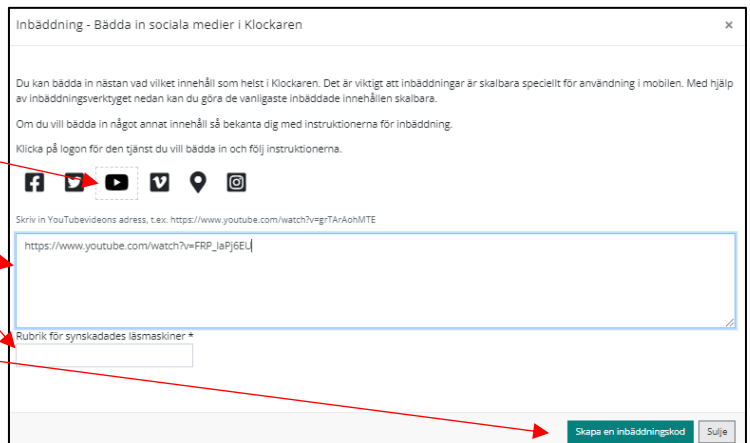 Inbäddning - Bädda in sociala medier i Klockaren ×
Du kan bädda in nästan vad vilket innehåll som helst i Klockaren. Det är viktigt att inbäddningar är skalbara speciellt för användning i mobilen. Med hjälp
av inbäddningsverktyget nedan kan du göra de vanligaste inbäddade innehållen skalbara.
Om du vill bädda in något annat innehåll så bekanta dig med instruktionerna för inbäddning.
Klicka på logon för den tjänst du vill bädda in och följ instruktionerna.
Skriv in YouTubevideons adress, t.ex. https://www.youtube.com/watch?v=grTArAohMTE
https://www.youtube.com/watch?v=FRP_laPj6EU
Rubrik för synskadades läsmaskiner *
Skapa en inbäddningskod Sulje